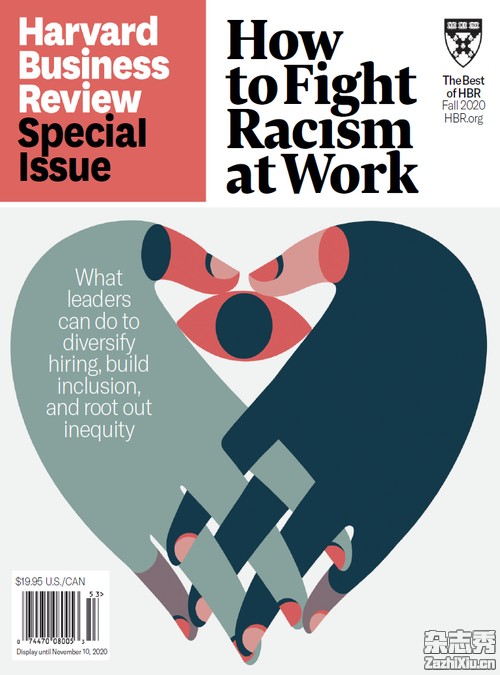 Harvard
Business
Review
Special
Issue
How
to Fight
Racism
at Work
The Best
of HBR
Fall 2020
HBR.org
What
leaders
can do to
diversify
hiring, build
inclusion,
and root out
inequity
$19.95 U.S./CAN
5 3>
0 74470 08005 3
Display until November 10, 2020
杂志秀
ZaZhiXiu.cn